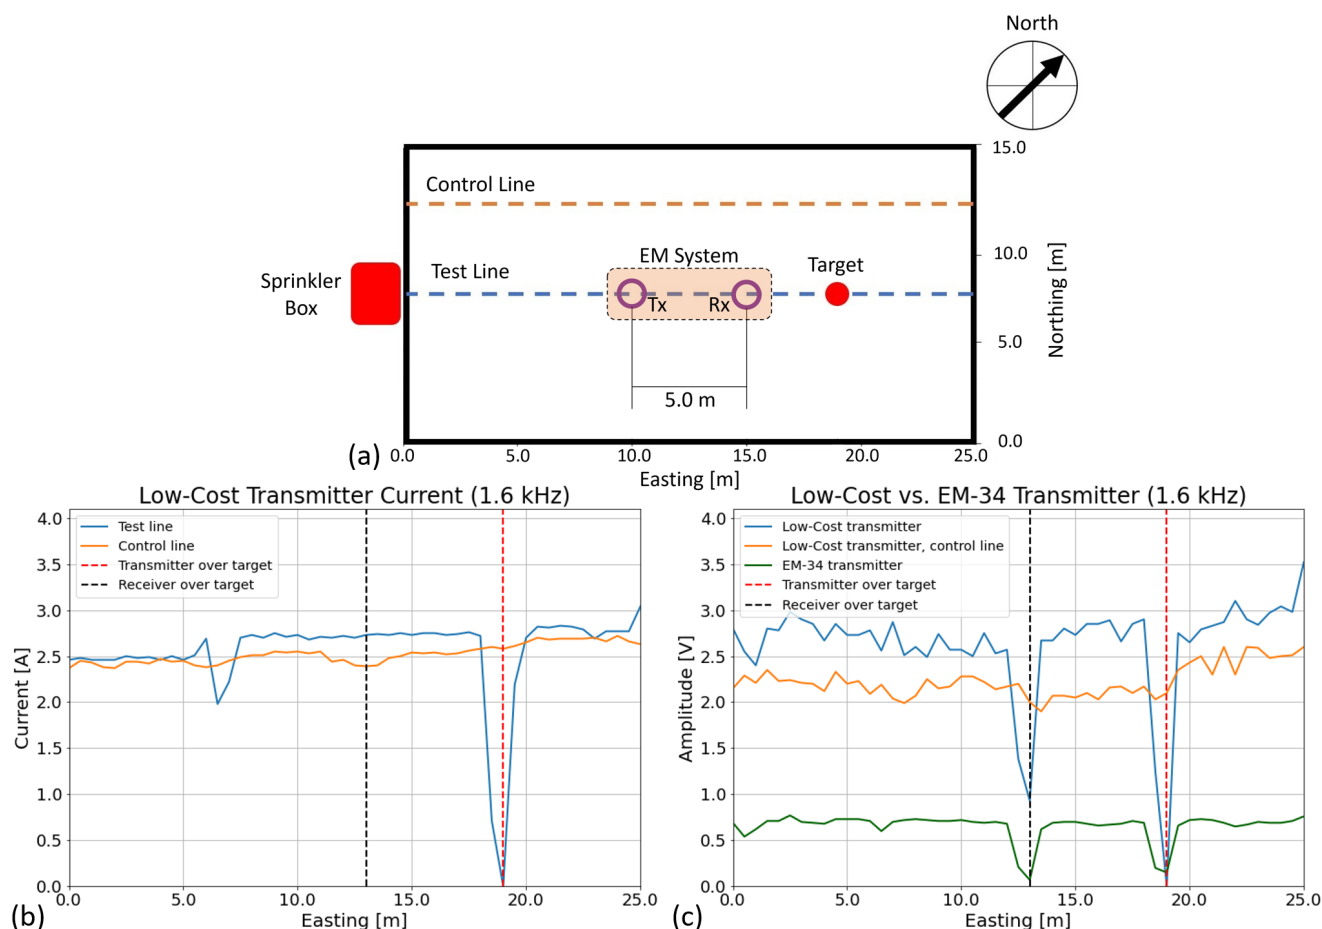 North
15.0
Control Line
10.0
EM System
Target
Test Line
Sprinkler
Box
Tx
Rx
Northing [m]
5.0
5.0 m
0.0
(a)
0.0
5.0
10.0
15.0
20.0
25.0
Easting [m]
Low-Cost Transmitter Current (1.6 kHz)
Test line
Control line
Transmitter over target
Receiver over target
4.0
3.5
3.0
2.5
2.0
1.5
1.0
0.5
0.0
Current [A]
0.0
5.0
10.0
15.0
20.0
25.0
Easting [m]
(b)
Low-Cost vs. EM-34 Transmitter (1.6 kHz)
Low-Cost transmitter
Low-Cost transmitter, control line
EM-34 transmitter
Transmitter over target
Receiver over target
4.0
3.5
3.0
2.5
2.0
1.5
1.0
0.5
0.0
Amplitude [V]
0.0
5.0
10.0
15.0
20.0
25.0
Easting [m]
(c)